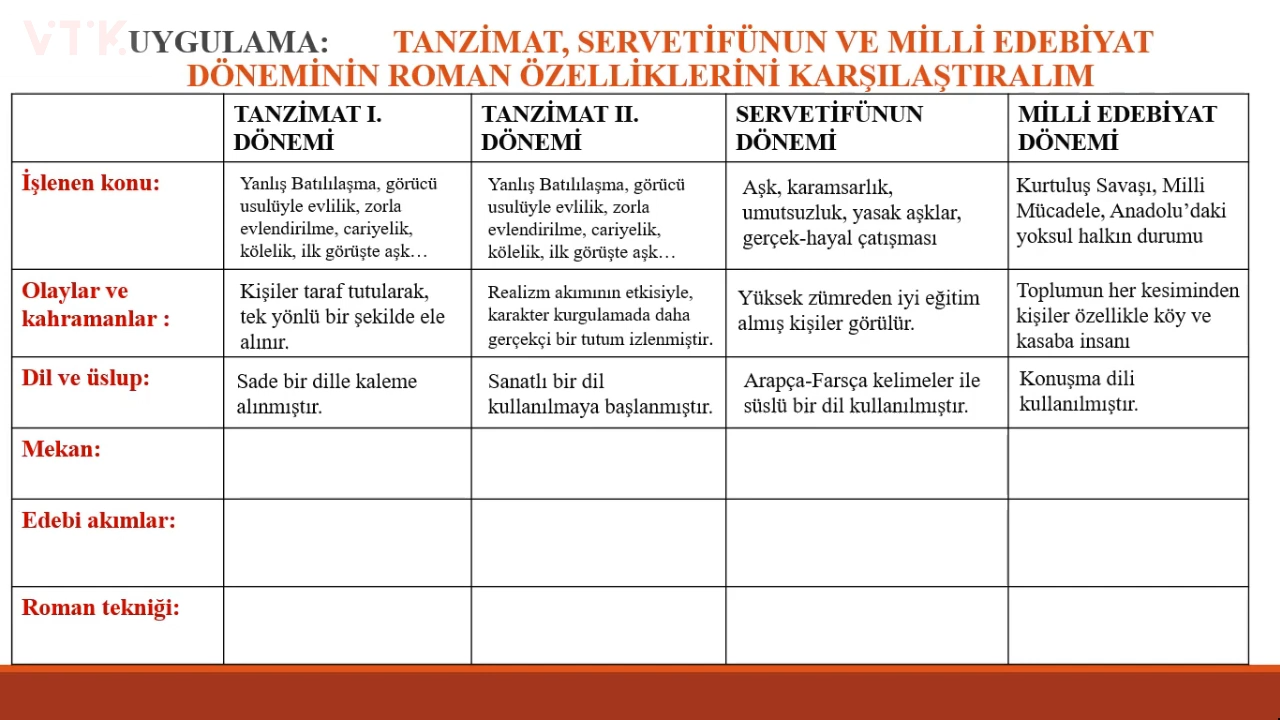 VTK
UYGULAMA: TANZİMAT, SERVETİFÜNUN VE MİLLİ EDEBİYAT
DÖNEMİNİN ROMAN ÖZELLİKLERİNİ KARŞILAŞTIRALIM
TANZİMAT I.
DÖNEMİ
TANZİMAT II.
DÖNEMİ
SERVETİFÜNUN
DÖNEMİ
MİLLİ EDEBİYAT
DÖNEMİ
İşlenen konu:
Yanlış Batılılaşma, görücü
usulüyle evlilik, zorla
evlendirilme, cariyelik,
kölelik, ilk görüşte aşk…
Yanlış Batılılaşma, görücü
usulüyle evlilik, zorla
evlendirilme, cariyelik,
kölelik, ilk görüşte aşk…
Aşk, karamsarlık,
umutsuzluk, yasak aşklar,
gerçek-hayal çatışması
Kurtuluş Savaşı, Milli
Mücadele, Anadolu’daki
yoksul halkın durumu
Olaylar ve
kahramanlar :
Kişiler taraf tutularak,
tek yönlü bir şekilde ele
alınır.
Realizm akımının etkisiyle,
karakter kurgulamada daha
gerçekçi bir tutum izlenmiştir.
Yüksek zümreden iyi eğitim
almış kişiler görülür.
Toplumun her kesiminden
kişiler özellikle köy ve
kasaba insanı
Dil ve üslup:
Sade bir dille kaleme
alınmıştır.
Sanatlı bir dil
kullanılmaya başlanmıştır.
Arapça-Farsça kelimeler ile
süslü bir dil kullanılmıştır.
Konuşma dili
kullanılmıştır.
Mekan:
Edebi akımlar:
Roman tekniği: